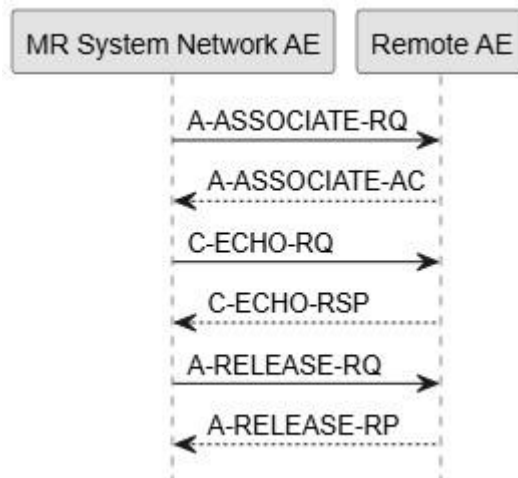 MR System Network AE
Remote AE
A-ASSOCIATE-RQ
A-ASSOCIATE-AC
C-ECHO-RQ
C-ECHO-RSP
A-RELEASE-RQ
A-RELEASE-RP